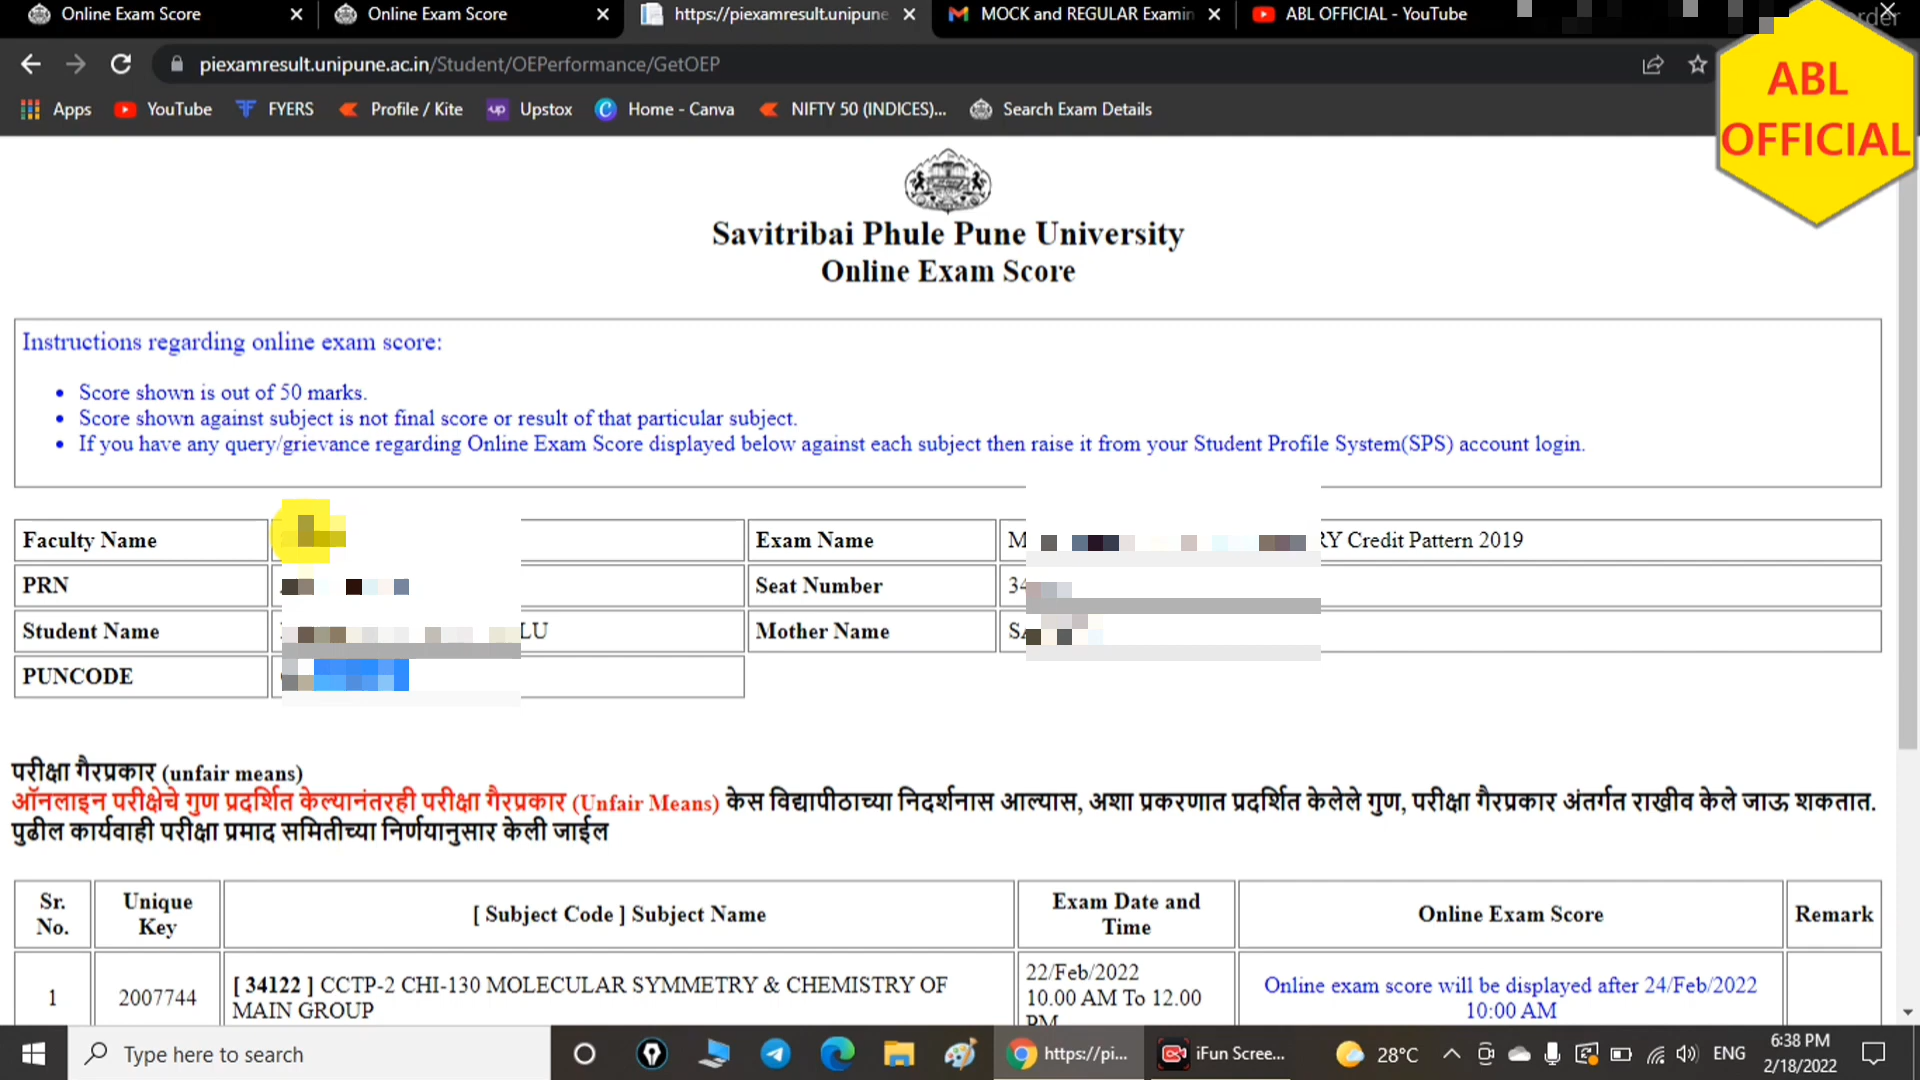 Online Exam Score
Online Exam Score
https://piexamresult.unipune
MOCK and REGULAR Examin
ABL OFFICIAL - YouTube
piexamresult.unipune.ac.in/Student/OEPerformance/GetOEP
ABL
OFFICIAL
Apps
YouTube
FYERS
Profile / Kite
up
Upstox
Home - Canva
NIFTY 50 (INDICES)...
Search Exam Details
Savitribai Phule Pune University
Online Exam Score
Instructions regarding online exam score:
• Score shown is out of 50 marks.
• Score shown against subject is not final score or result of that particular subject.
• If you have any query/grievance regarding Online Exam Score displayed below against each subject then raise it from your Student Profile System(SPS) account login.
Faculty Name
Exam Name
Credit Pattern 2019
PRN
Seat Number
Student Name
Mother Name
PUNCODE
परीक्षा गैरप्रकार (unfair means)
ऑनलाइन परीक्षेचे गुण प्रदर्शित केल्यानंतरही परीक्षा गैरप्रकार (Unfair Means) केस विद्यापीठाच्या निदर्शनास आल्यास, अशा प्रकरणात प्रदर्शित केलेले गुण, परीक्षा गैरप्रकार अंतर्गत राखीव केले जाऊ शकतात.
पुढील कार्यवाही परीक्षा प्रमाद समितीच्या निर्णयानुसार केली जाईल
Sr. No.
Unique Key
[ Subject Code ] Subject Name
Exam Date and Time
Online Exam Score
Remark
1
2007744
[ 34122 ] CCTP-2 CHI-130 MOLECULAR SYMMETRY & CHEMISTRY OF
MAIN GROUP
22/Feb/2022
10.00 AM To 12.00
PM
Online exam score will be displayed after 24/Feb/2022
10:00 AM
Type here to search
https://pi...
iFun Scree...
28°C
ENG
6:38 PM
2/18/2022